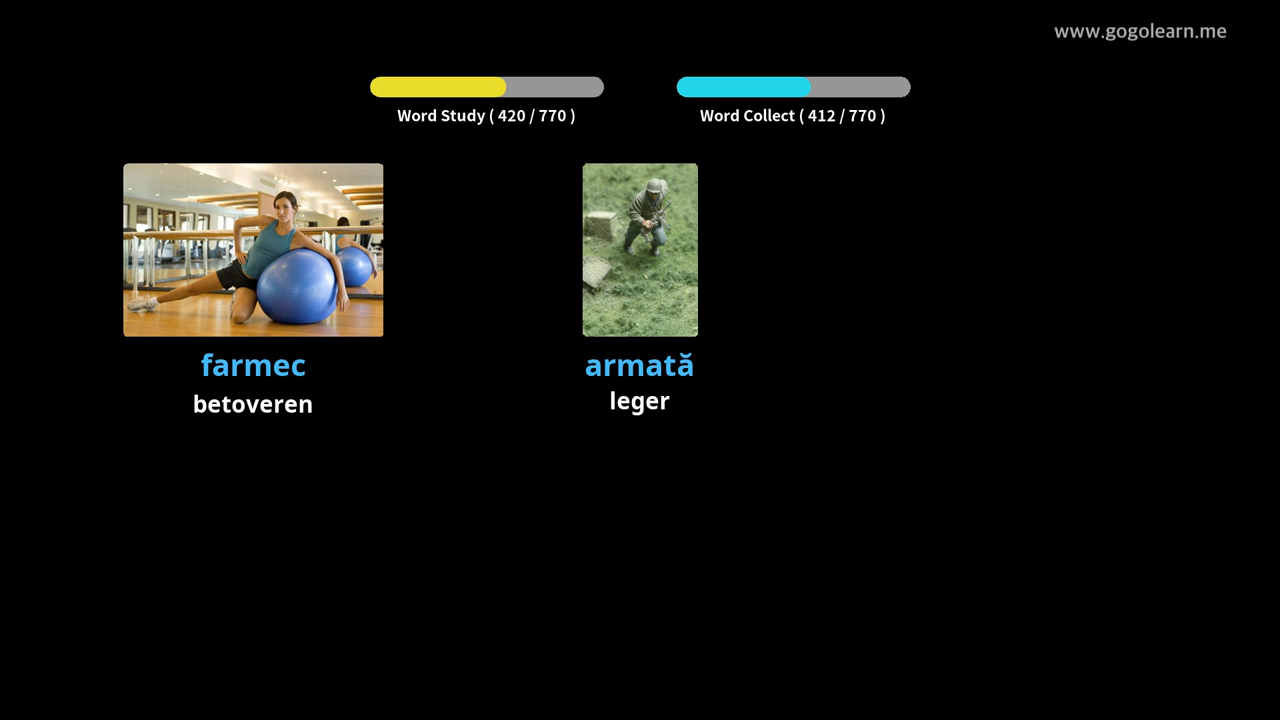 www.gogolearn.me
Word Study ( 420 / 770 )
Word Collect ( 412 / 770 )
farmec
betoveren
armată
leger